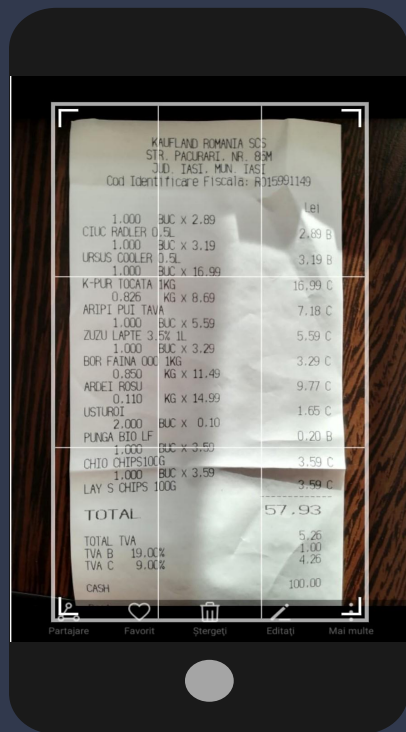 KAUFLAND ROMANIA SCS
STR. PACURARI. NR. 86M
JUD. IASI. MUN. IASI
Cod Identificare Fiscala: RO15991149
Lei
1.000 BUC x 2.89
CIUC RADLER 0.5L 2.89 B
1.000 BUC x 3.19
URSUS COOLER 0.5L 3.19 B
1.000 BUC x 16.99
K-PUR TOCATA 1KG 16,99 C
0.826 KG x 8.69
ARIPI PUI TAVA 7.18 C
1.000 BUC x 5.59
ZUZU LAPTE 3.5% 1L 5.59 C
1.000 BUC x 3.29
BOR FAINA 000 1KG 3.29 C
0.850 KG x 11.49
ARDEI ROSU 9.77 C
0.110 KG x 14.99
USTUROI 1.65 C
2.000 BUC x 0.10
PUNGA BIO LF 0.20 B
1.000 BUC x 3.59
CHIO CHIPS100G 3.59 C
1.000 BUC x 3.59
LAY S CHIPS 100G 3.59 C
TOTAL 57.93
TOTAL TVA 5.26
TVA B 19.00% 1.00
TVA C 9.00% 4.26
CASH 100.00
Partajare Favorit Ștergeți Editați Mai multe